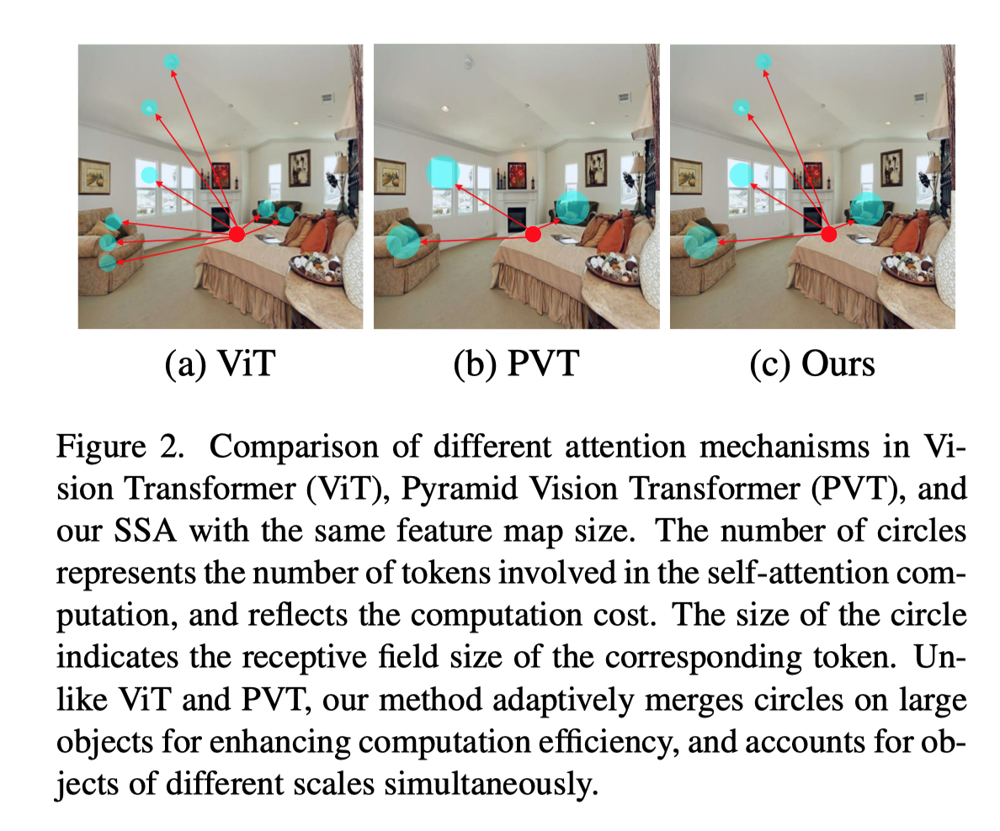 (a) ViT (b) PVT (c) Ours
Figure 2. Comparison of different attention mechanisms in Vi-
sion Transformer (ViT), Pyramid Vision Transformer (PVT), and
our SSA with the same feature map size. The number of circles
represents the number of tokens involved in the self-attention com-
putation, and reflects the computation cost. The size of the circle
indicates the receptive field size of the corresponding token. Un-
like ViT and PVT, our method adaptively merges circles on large
objects for enhancing computation efficiency, and accounts for ob-
jects of different scales simultaneously.